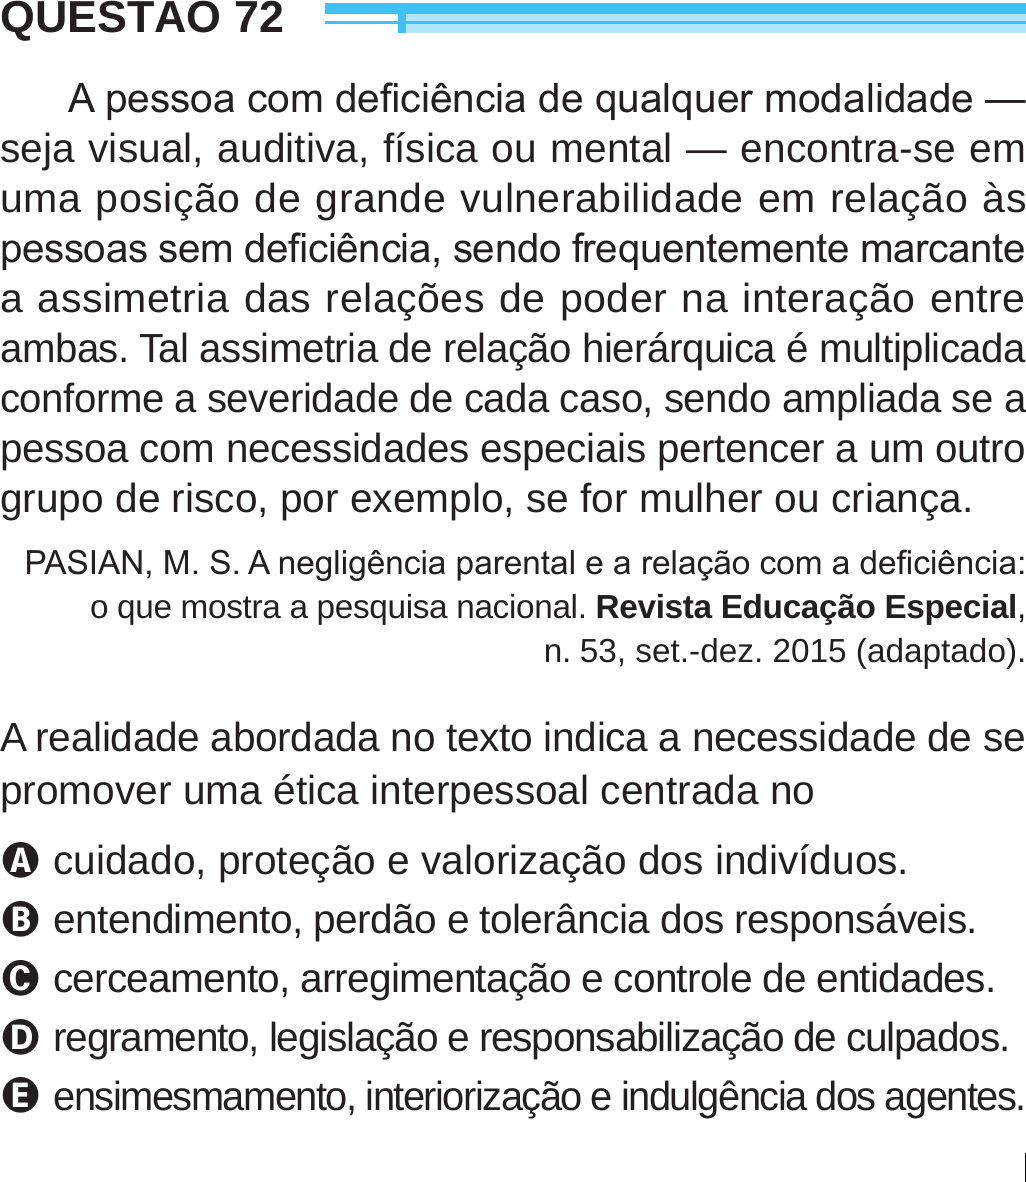 QUESTÃO 72
A pessoa com deficiência de qualquer modalidade —
seja visual, auditiva, física ou mental — encontra-se em
uma posição de grande vulnerabilidade em relação às
pessoas sem deficiência, sendo frequentemente marcante
a assimetria das relações de poder na interação entre
ambas. Tal assimetria de relação hierárquica é multiplicada
conforme a severidade de cada caso, sendo ampliada se a
pessoa com necessidades especiais pertencer a um outro
grupo de risco, por exemplo, se for mulher ou criança.
PASIAN, M. S. A negligência parental e a relação com a deficiência:
o que mostra a pesquisa nacional. Revista Educação Especial,
n. 53, set.-dez. 2015 (adaptado).
A realidade abordada no texto indica a necessidade de se
promover uma ética interpessoal centrada no
A cuidado, proteção e valorização dos indivíduos.
B entendimento, perdão e tolerância dos responsáveis.
C cerceamento, arregimentação e controle de entidades.
D regramento, legislação e responsabilização de culpados.
E ensimesmamento, interiorização e indulgência dos agentes.